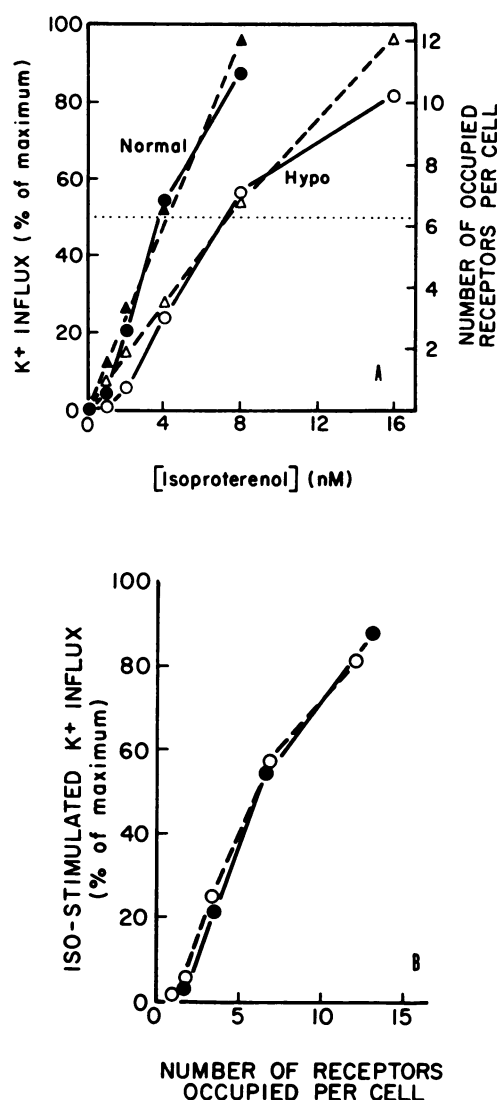 100
80
60
40
20
0
K+ INFLUX (% of maximum)
Normal
Hypo
A
12
10
8
6
4
2
NUMBER OF OCCUPIED
RECEPTORS PER CELL
0 4 8 12 16
[Isoproterenol] (nM)
100
80
60
40
20
0
ISO-STIMULATED K+ INFLUX
(% of maximum)
B
0 5 10 15
NUMBER OF RECEPTORS
OCCUPIED PER CELL